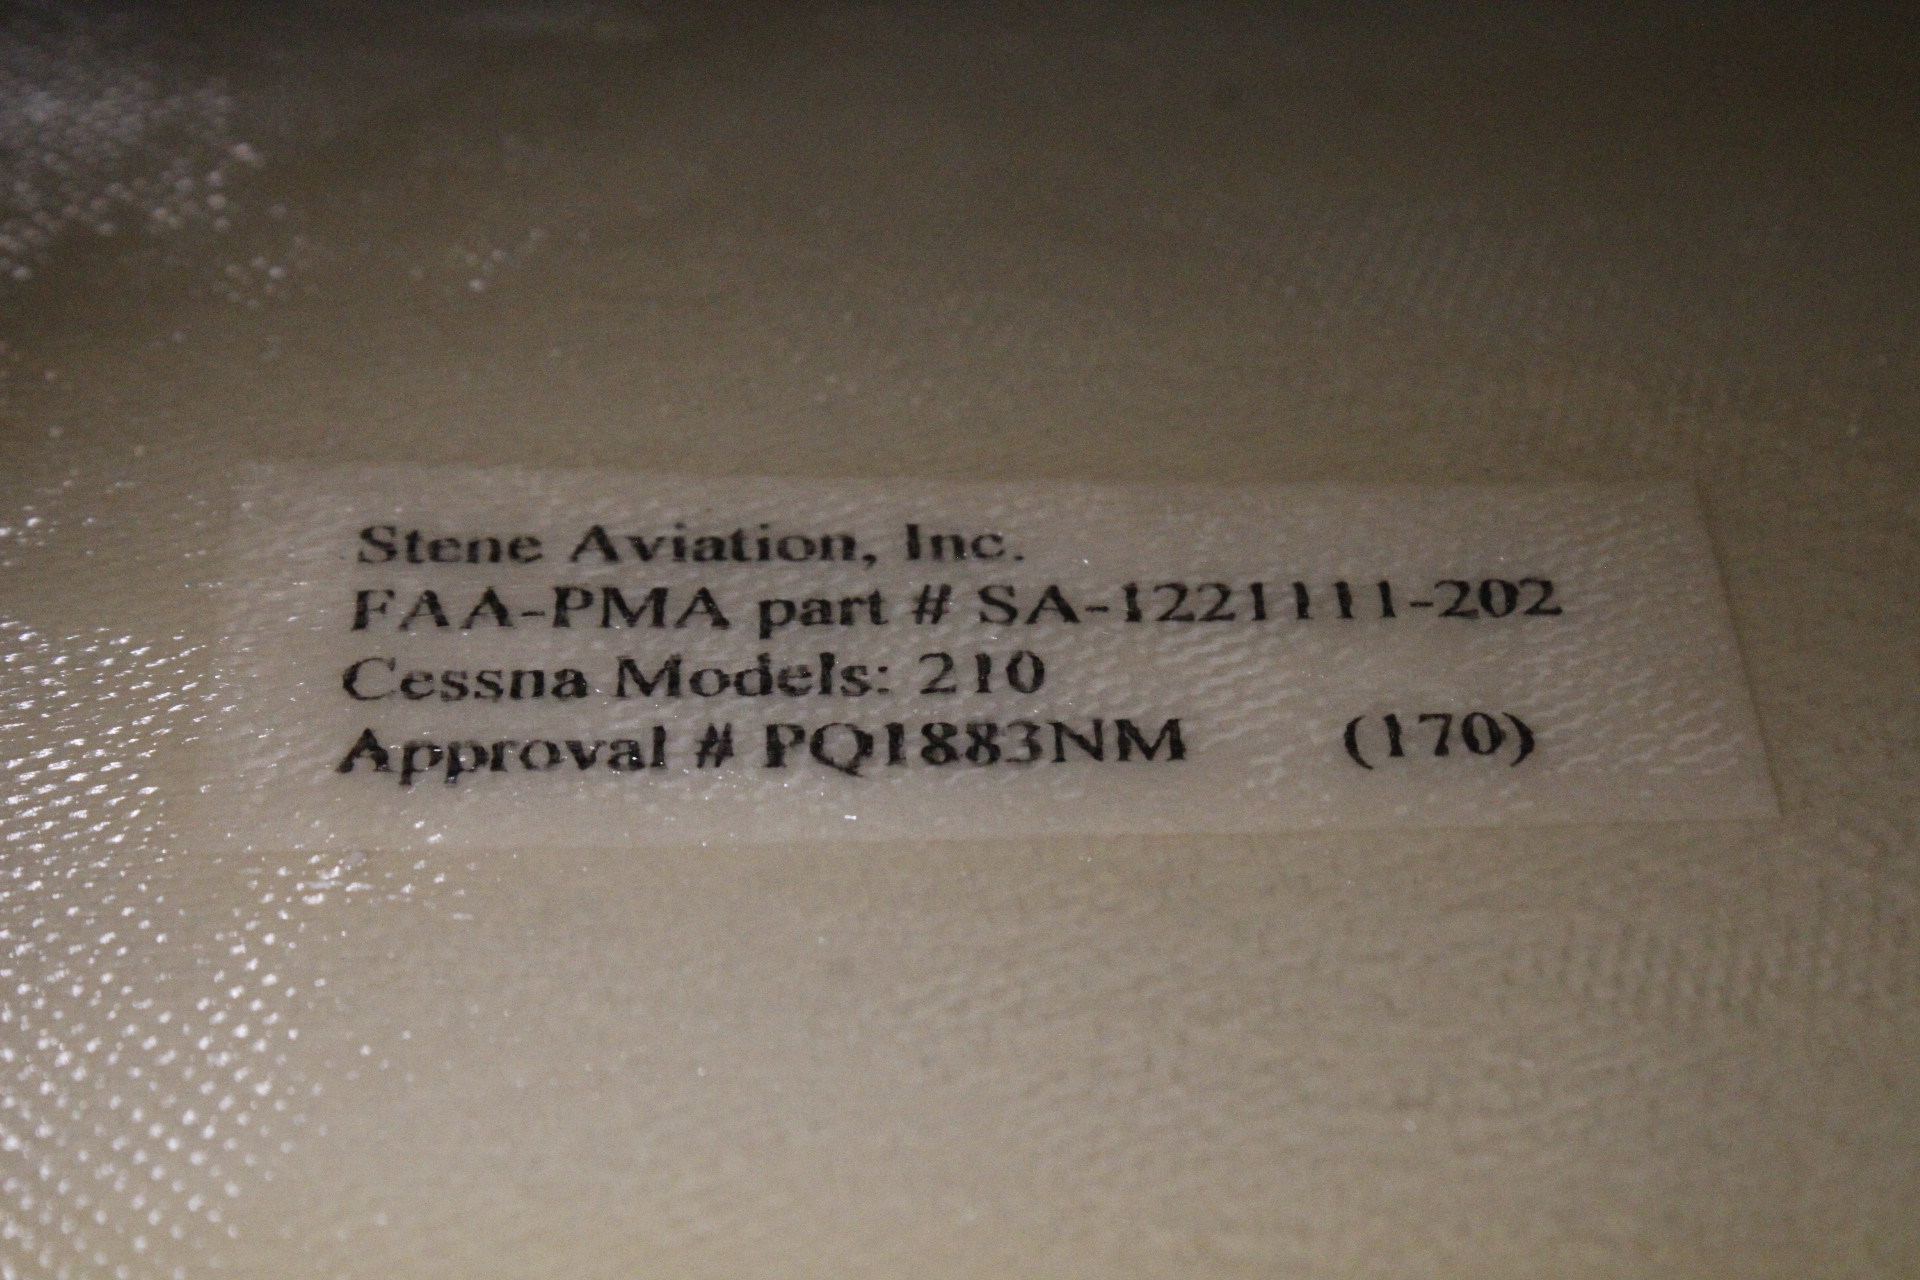 Stene Aviation, Inc.
FAA-PMA part # SA-1221111-202
Cessna Models: 210
Approval # PQ1883NM (170)